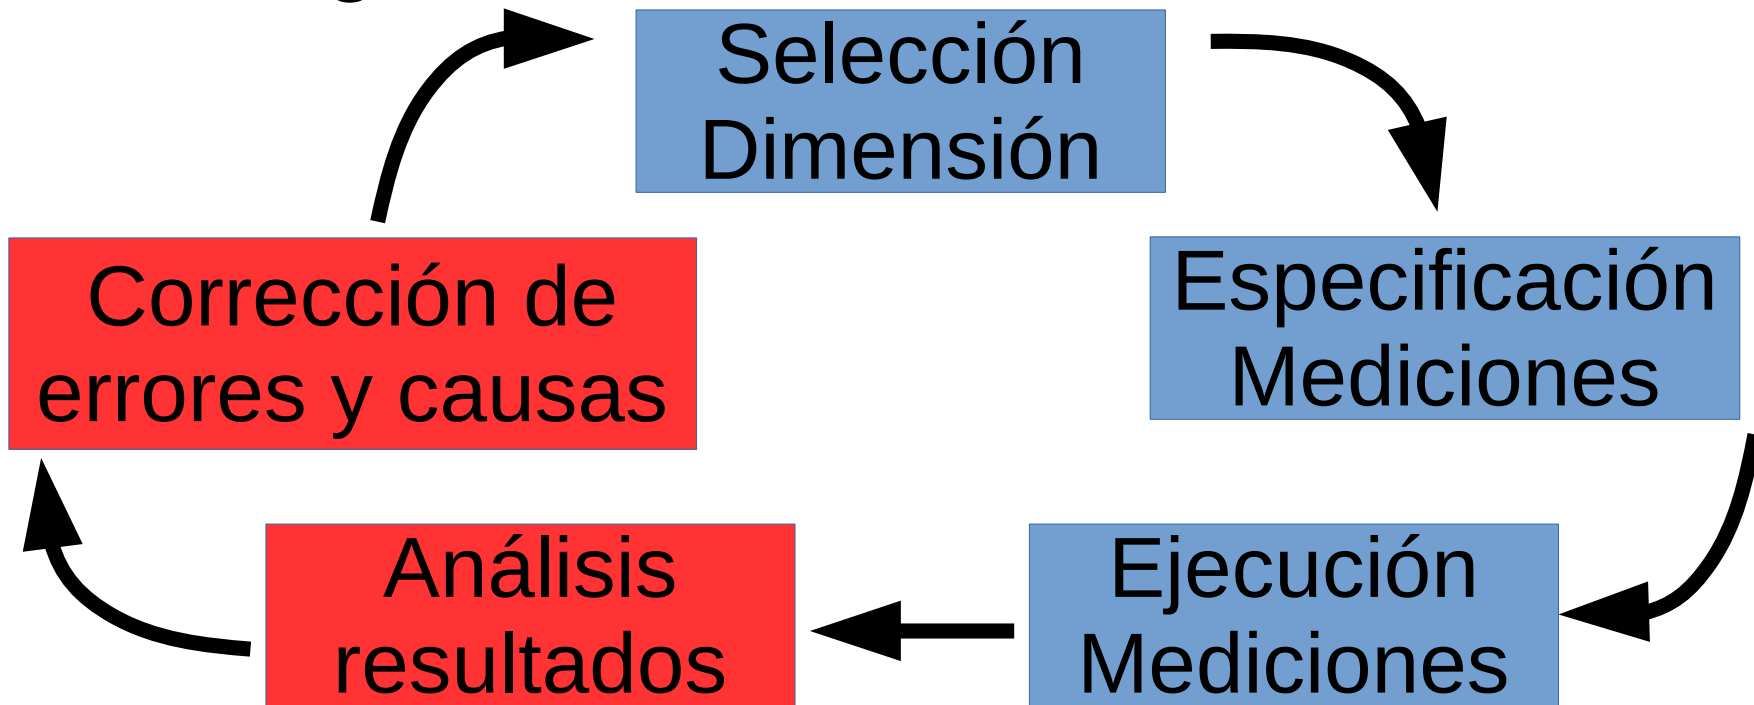 Selección
Dimensión
Especificación
Mediciones
Ejecución
Mediciones
Análisis
resultados
Corrección de
errores y causas